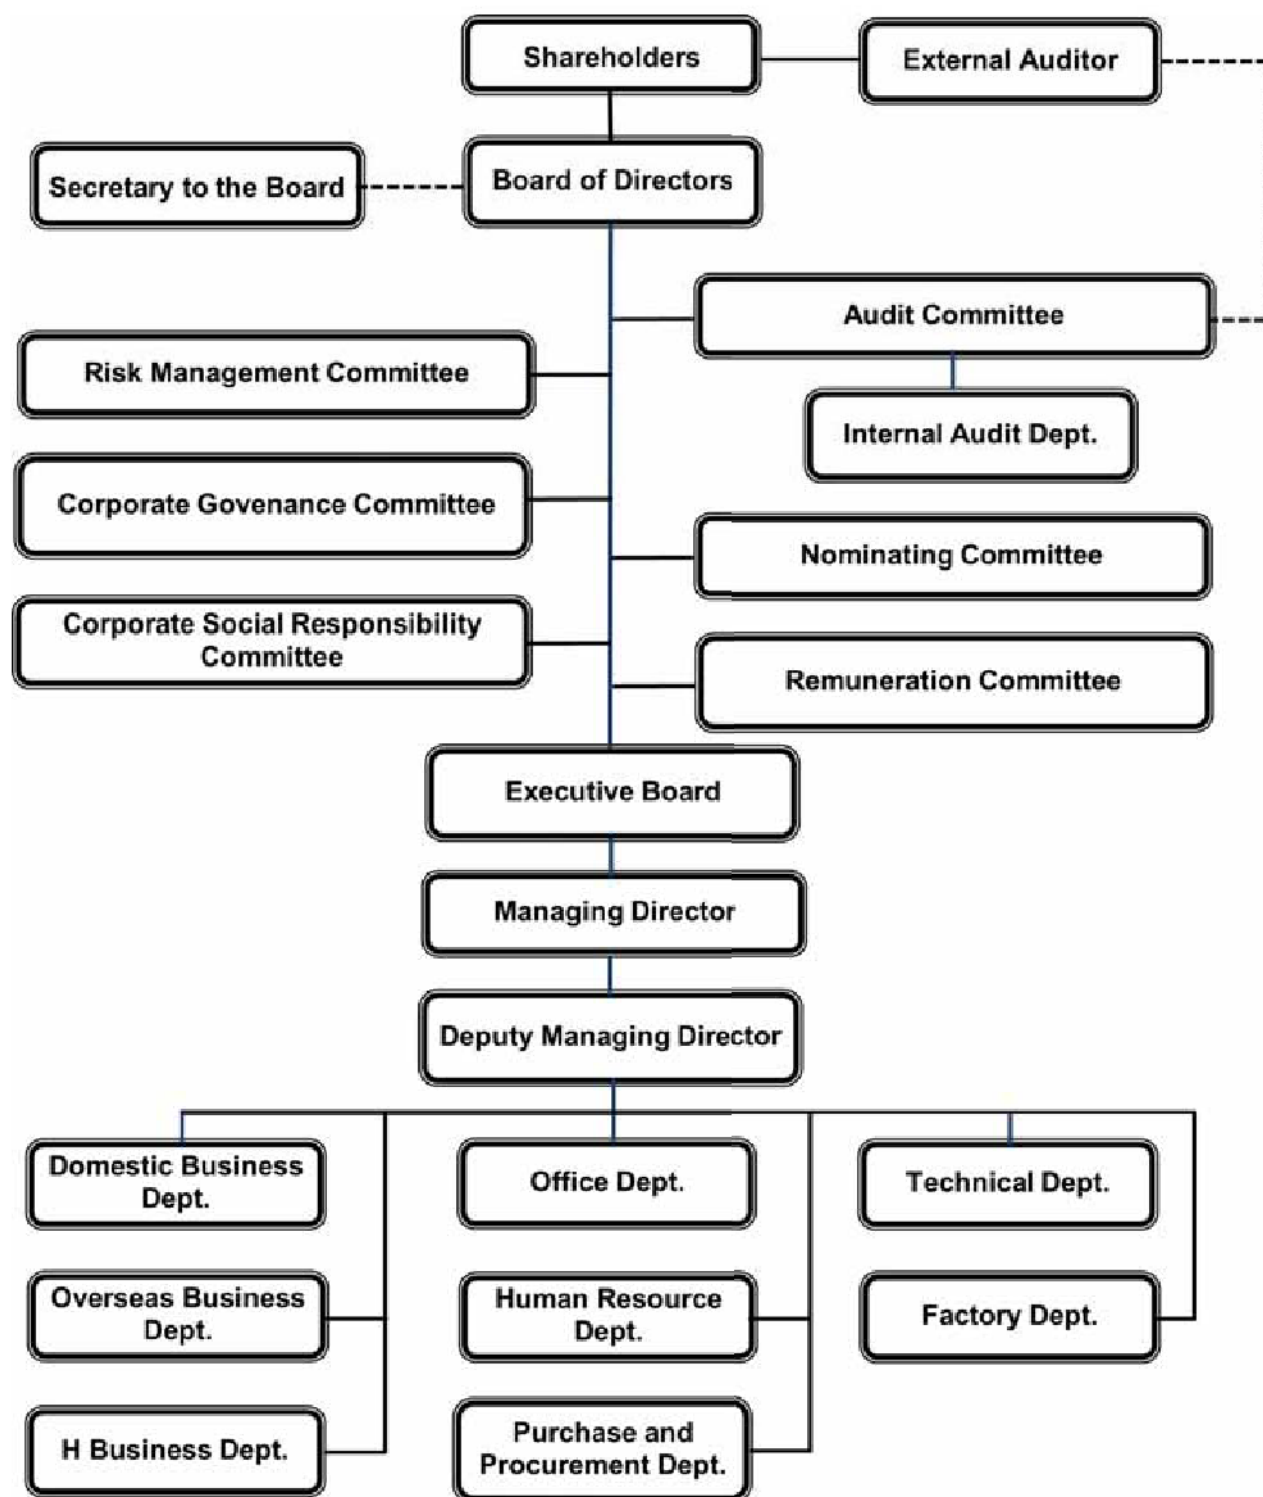 Shareholders
External Auditor
Secretary to the Board
Board of Directors
Audit Committee
Risk Management Committee
Internal Audit Dept.
Corporate Govenance Committee
Nominating Committee
Corporate Social Responsibility
Committee
Remuneration Committee
Executive Board
Managing Director
Deputy Managing Director
Domestic Business
Dept.
Office Dept.
Technical Dept.
Overseas Business
Dept.
Human Resource
Dept.
Factory Dept.
H Business Dept.
Purchase and
Procurement Dept.